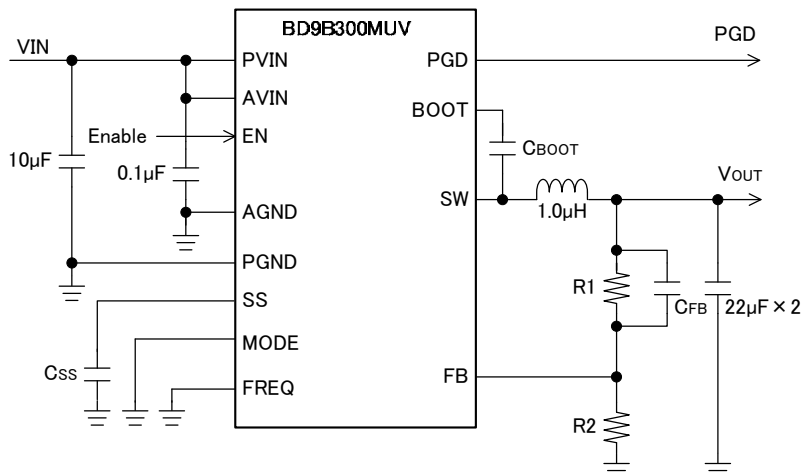 BD9B300MUV
VIN
PGD
PVIN
PGD
AVIN
BOOT
Enable
EN
CBOOT
10µF
0.1µF
VOUT
SW
1.0µH
AGND
PGND
R1
CFB
22µF×2
SS
MODE
CSS
FB
FREQ
R2